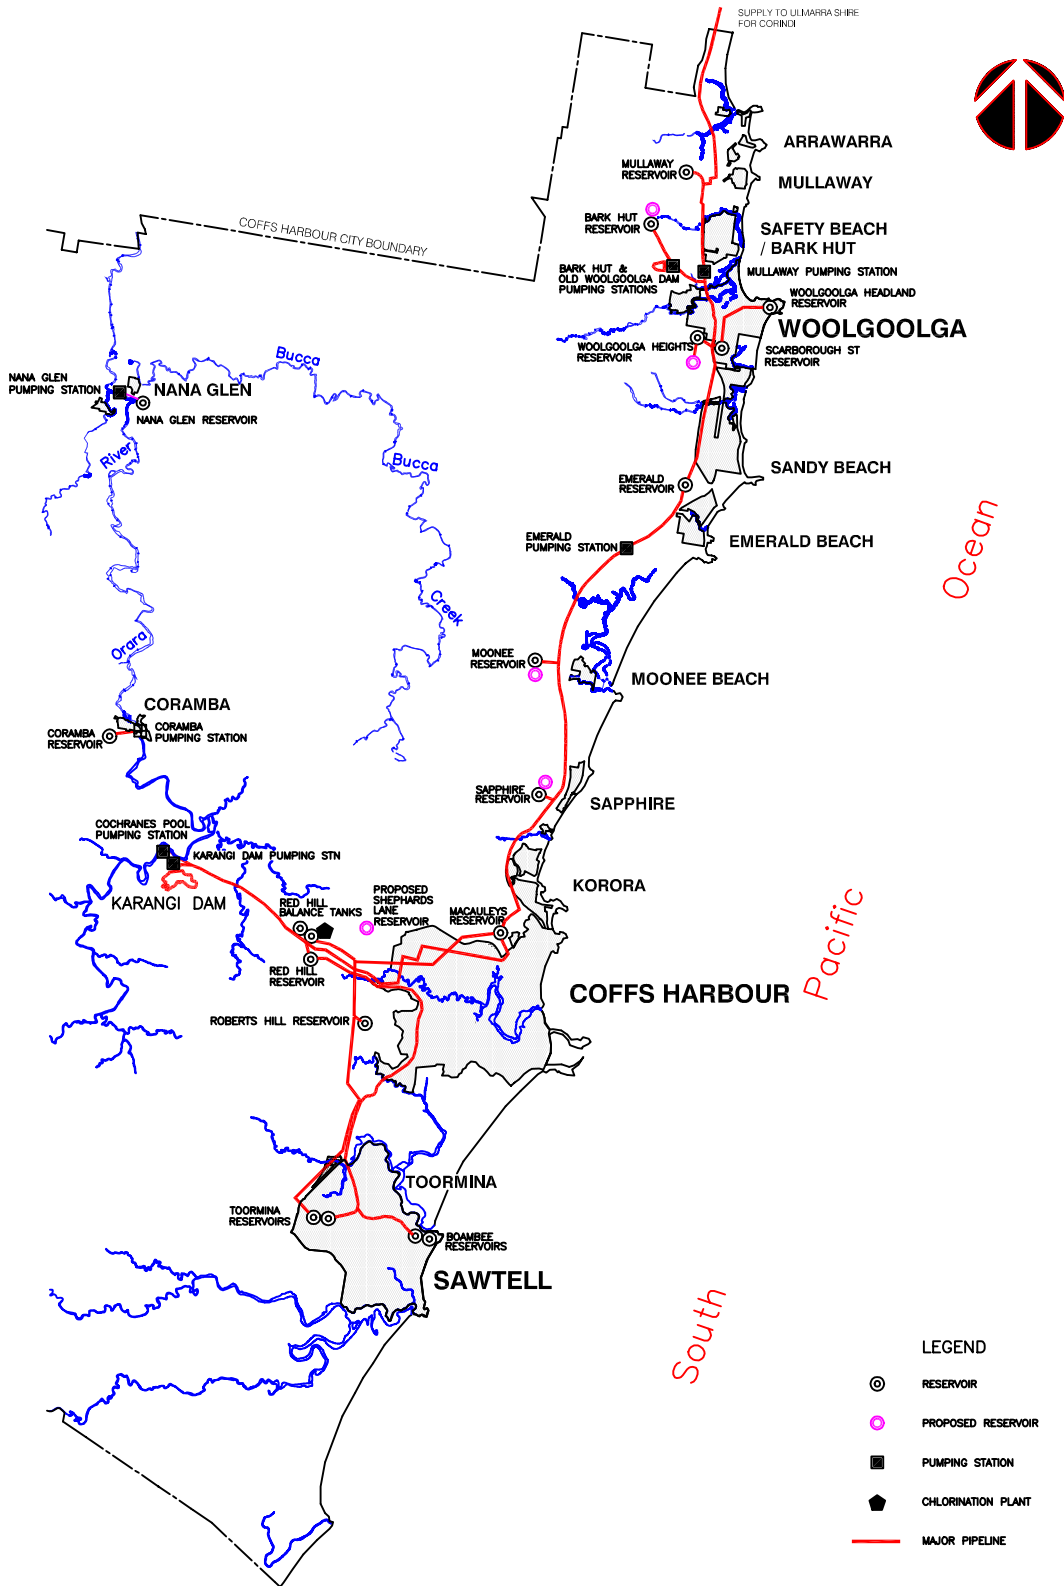 SUPPLY TO ULMARRA SHIRE
FOR CORINDI
ARRAWARRA
MULLAWAY
RESERVOIR
MULLAWAY
BARK HUT
RESERVOIR
SAFETY BEACH
/ BARK HUT
COFFS HARBOUR CITY BOUNDARY
BARK HUT &
OLD WOOLGOOLGA DAM
PUMPING STATIONS
MULLAWAY PUMPING STATION
WOOLGOOLGA HEADLAND
RESERVOIR
WOOLGOOLGA
WOOLGOOLGA HEIGHTS
RESERVOIR
SCARBOROUGH ST
RESERVOIR
Bucca
NANA GLEN
PUMPING STATION
NANA GLEN
NANA GLEN RESERVOIR
River
Bucca
SANDY BEACH
EMERALD
RESERVOIR
EMERALD
PUMPING STATION
EMERALD BEACH
Ocean
Creek
Orara
MOONEE
RESERVOIR
MOONEE BEACH
CORAMBA
CORAMBA
RESERVOIR
CORAMBA
PUMPING STATION
SAPPHIRE
RESERVOIR
SAPPHIRE
COCHRANES POOL
PUMPING STATION
KARANGI DAM PUMPING STN
KARANGI DAM
KORORA
RED HILL
BALANCE TANKS
PROPOSED
SHEPHARDS
LANE
RESERVOIR
MACAULEYS
RESERVOIR
Pacific
RED HILL
RESERVOIR
COFFS HARBOUR
ROBERTS HILL RESERVOIR
TOORMINA
TOORMINA
RESERVOIRS
BOAMBEE
RESERVOIRS
SAWTELL
South
LEGEND
RESERVOIR
PROPOSED RESERVOIR
PUMPING STATION
CHLORINATION PLANT
MAJOR PIPELINE